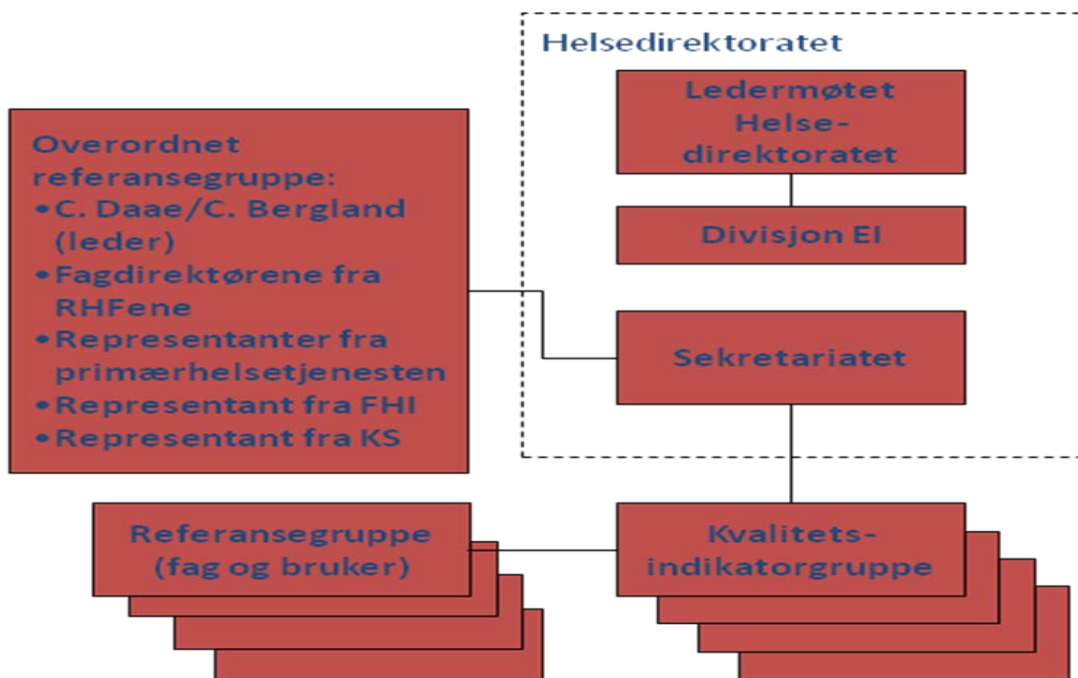 Helsedirektoratet
Ledermøtet
Helse-
direktoratet
Divisjon EI
Sekretariatet
Overordnet
referansegruppe:
•C. Daae/C. Bergland
(leder)
•Fagdirektørene fra
RHFene
•Representanter fra
primærhelsetjenesten
•Representant fra FHI
•Representant fra KS
Referansegruppe
(fag og bruker)
Kvalitets-
indikatorgruppe